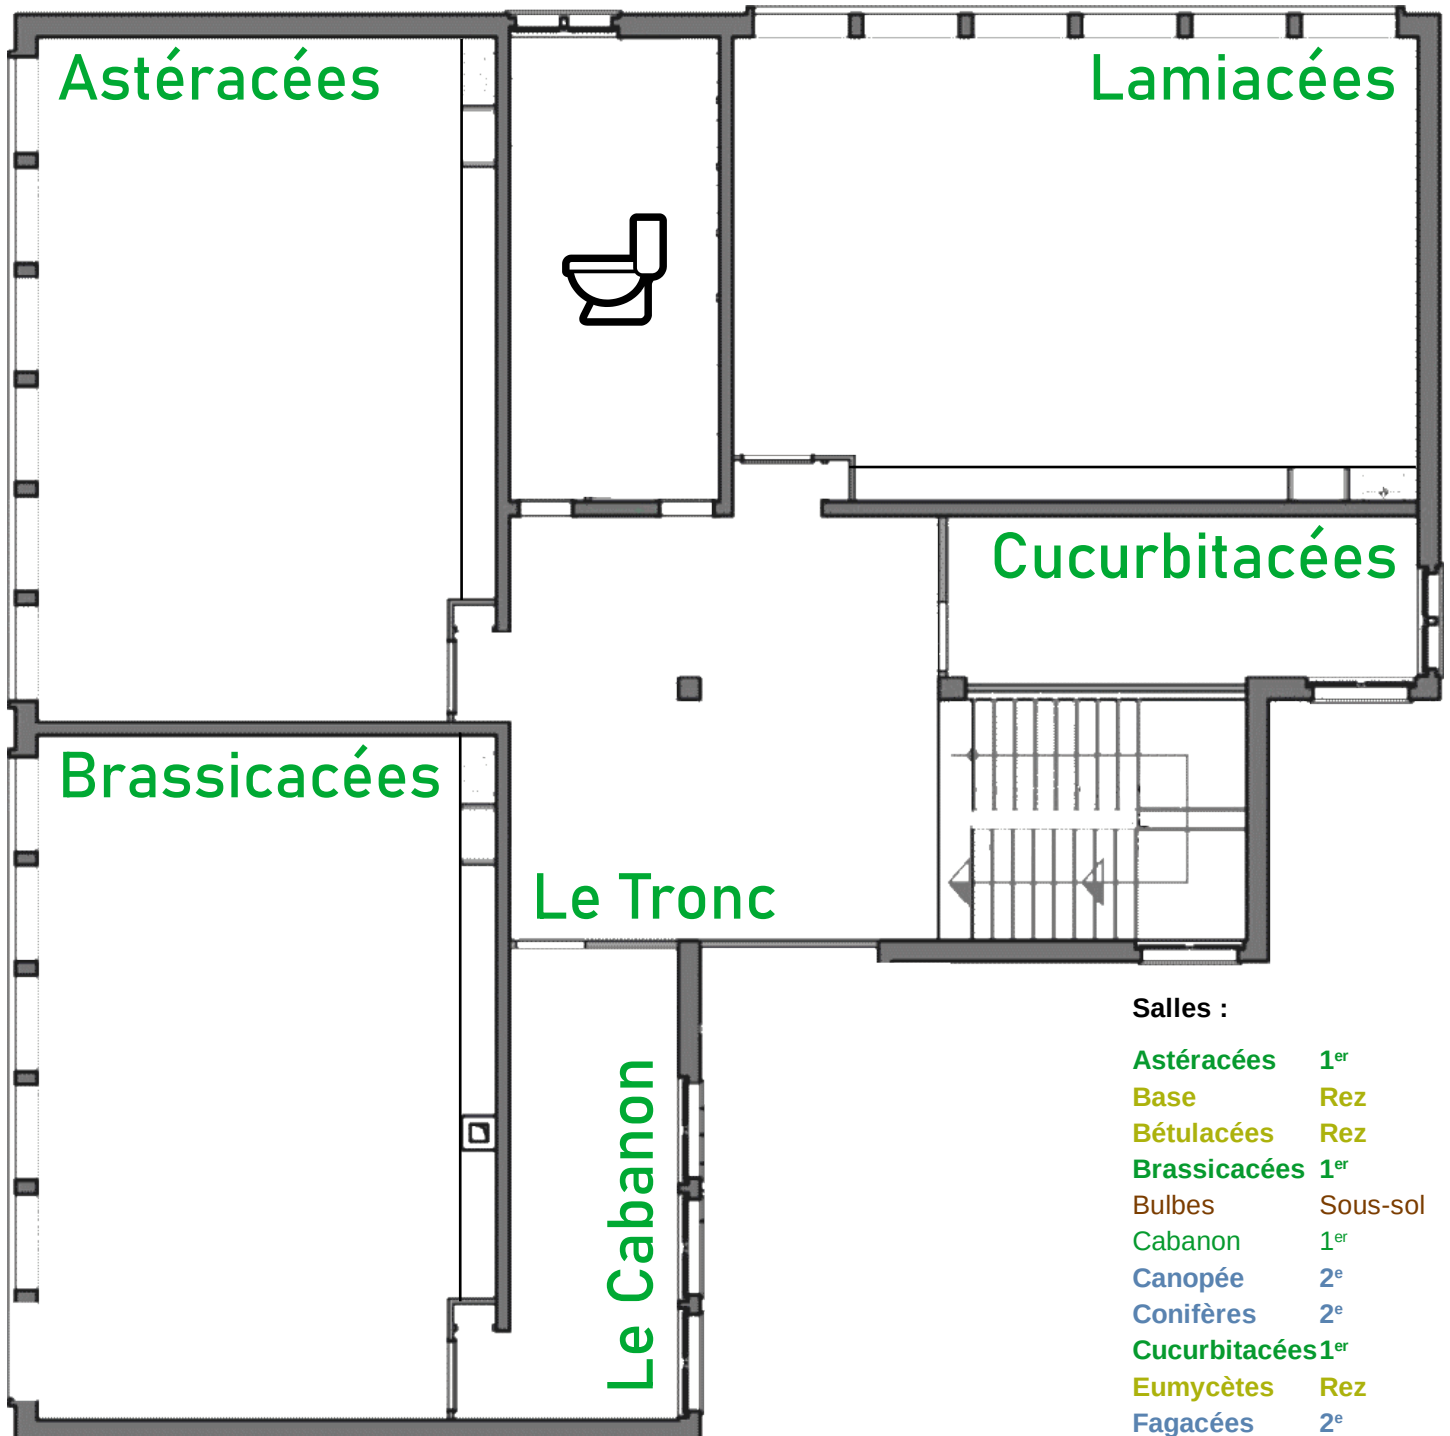 Astéracées
Lamiacées
Cucurbitacées
Brassicacées
Le Tronc
Le Cabanon
Salles :
Astéracées 1er
Base Rez
Bétulacées Rez
Brassicacées 1er
Bulbes Sous-sol
Cabanon 1er
Canopée 2e
Conifères 2e
Cucurbitacées 1er
Eumycètes Rez
Fagacées 2e